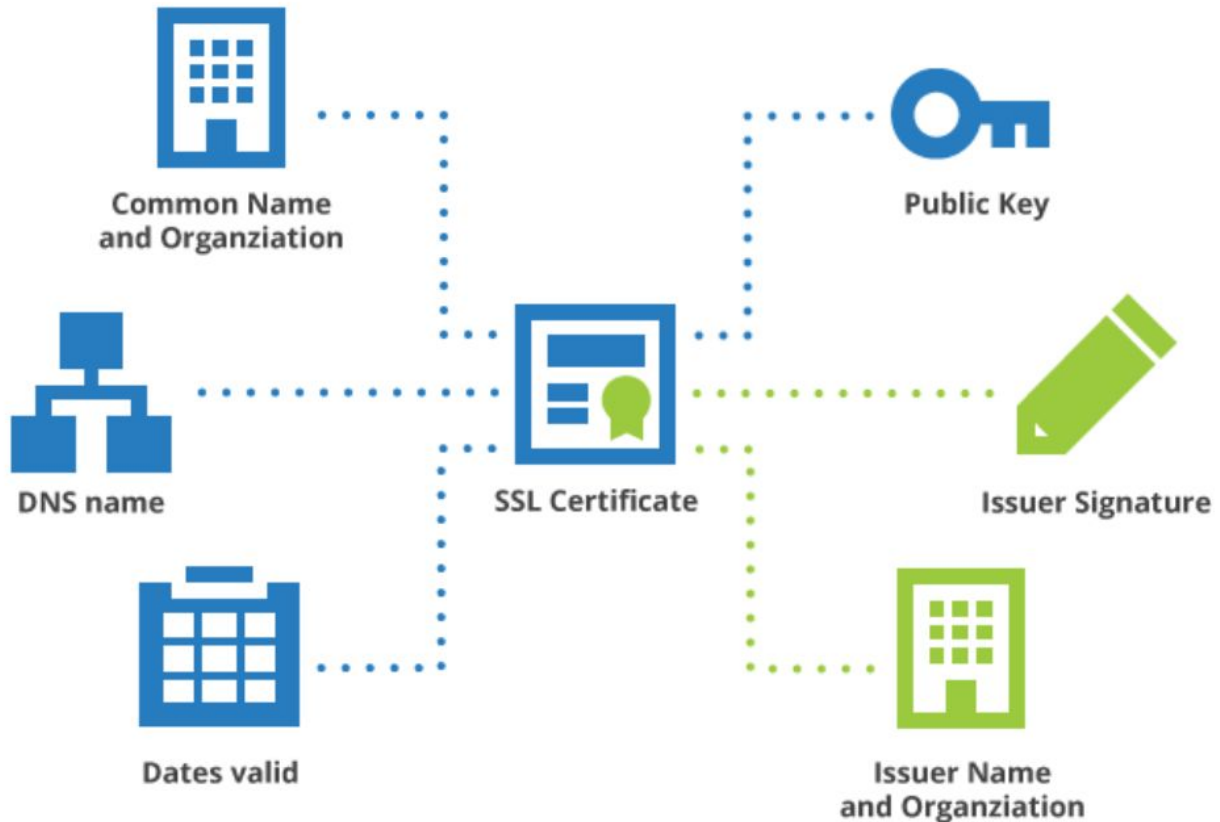 Common Name
and Organziation
Public Key
DNS name
SSL Certificate
Issuer Signature
Dates valid
Issuer Name
and Organziation